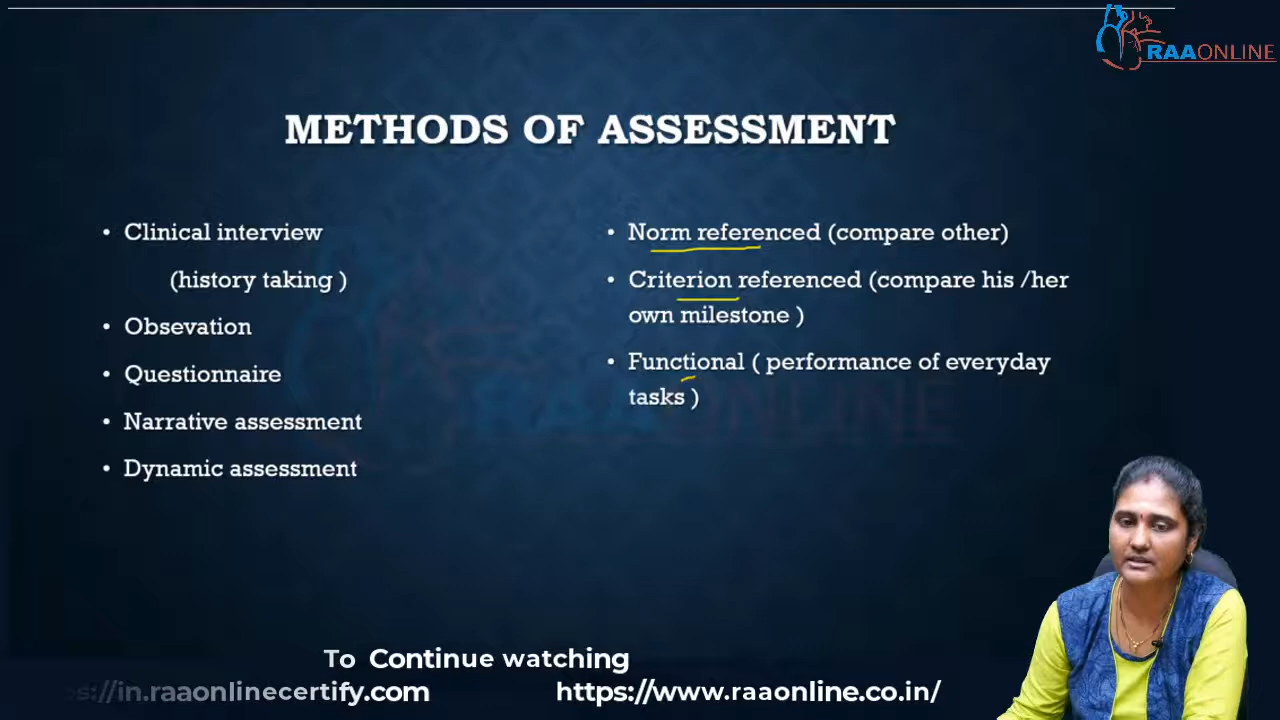 RAAONLINE
METHODS OF ASSESSMENT
• Clinical interview
(history taking )
• Obsevation
• Questionnaire
• Narrative assessment
• Dynamic assessment
• Norm referenced (compare other)
• Criterion referenced (compare his /her
own milestone )
• Functional ( performance of everyday
tasks )
RAAONLINE
To Continue watching
s://in.raaonlinecertify.com
https://www.raaonline.co.in/